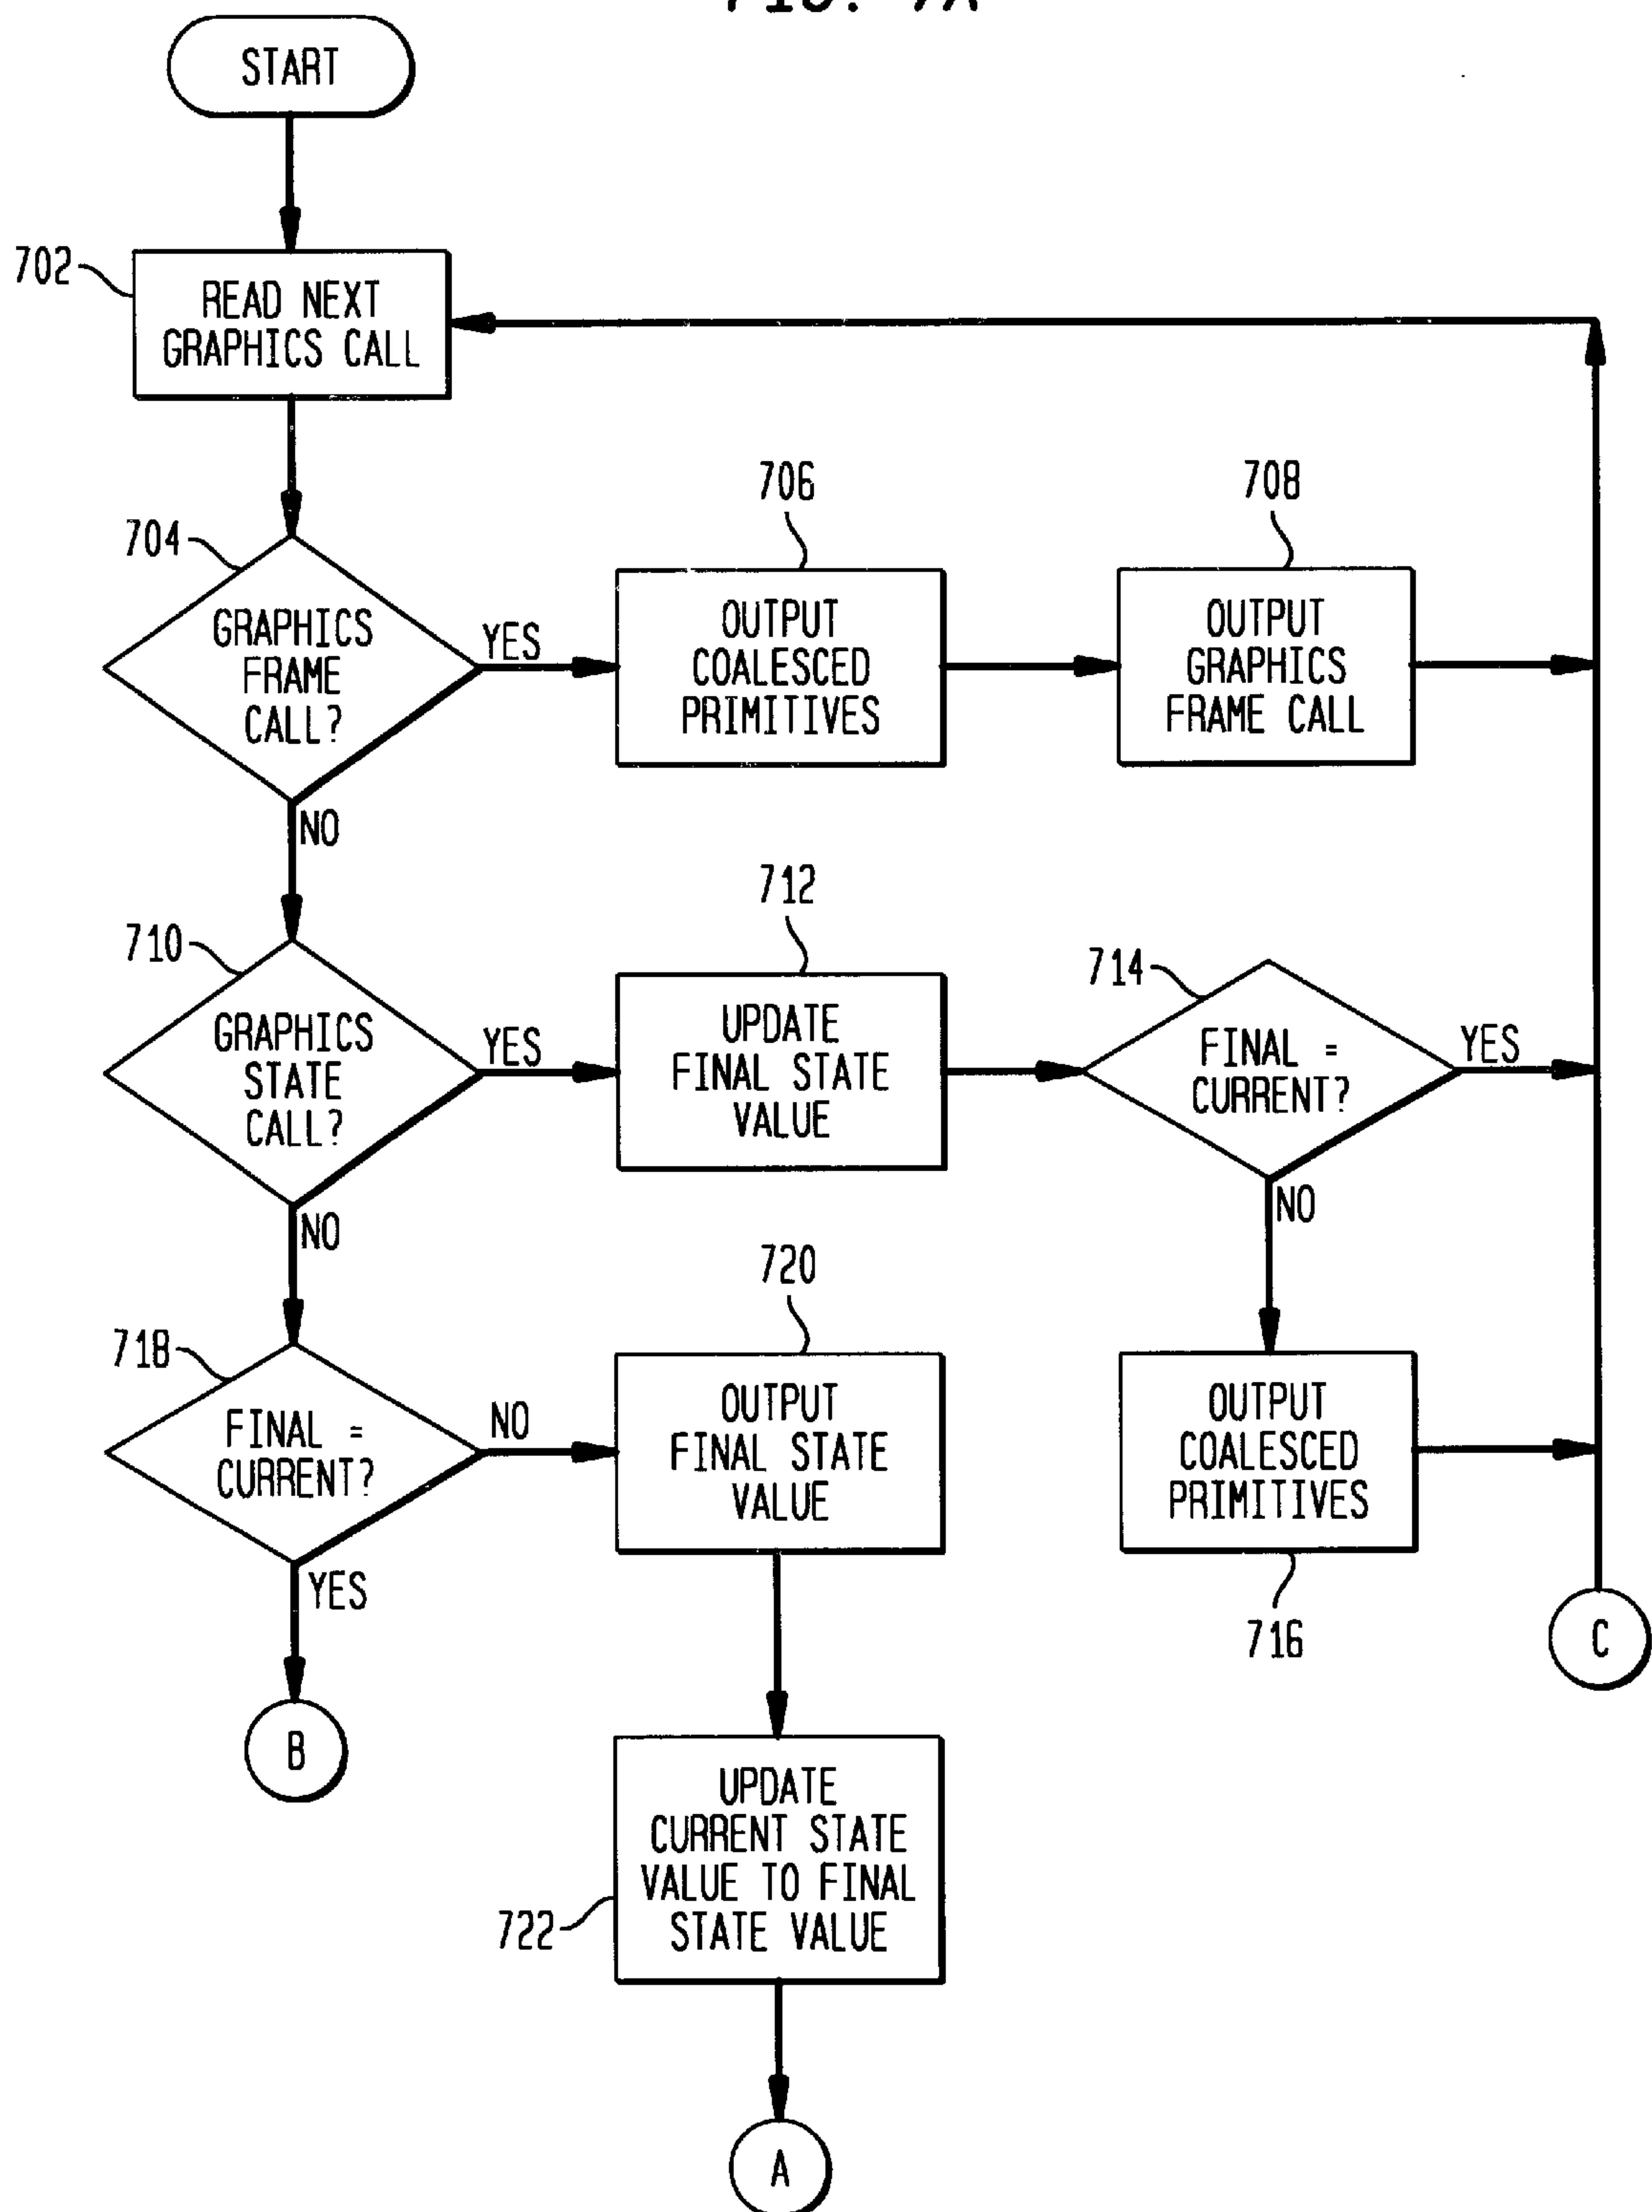 FIG. 7A
START
702
READ NEXT
GRAPHICS CALL
704
GRAPHICS
FRAME
CALL?
YES
NO
706
OUTPUT
COALESCED
PRIMITIVES
708
OUTPUT
GRAPHICS
FRAME CALL
710
GRAPHICS
STATE
CALL?
YES
NO
712
UPDATE
FINAL STATE
VALUE
714
FINAL =
CURRENT?
YES
NO
716
OUTPUT
COALESCED
PRIMITIVES
718
FINAL =
CURRENT?
NO
YES
720
OUTPUT
FINAL STATE
VALUE
722
UPDATE
CURRENT STATE
VALUE TO FINAL
STATE VALUE
B
C
A